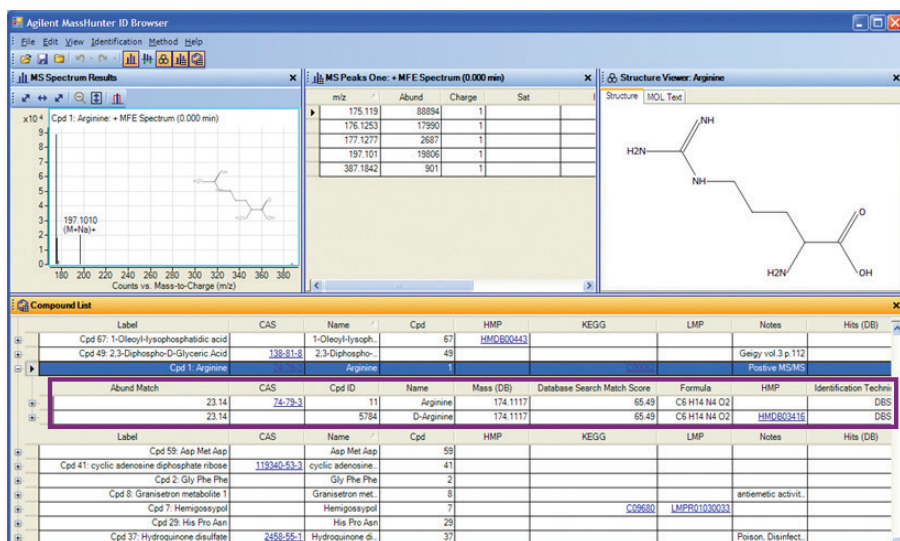 Agilent MassHunter ID Browser
File Edit View Identification Method Help
MS Spectrum Results
x10 4 Cpd 1: Arginine: + MFE Spectrum (0.000 min)
9-
8-
7-
6-
5-
4-
3-
2-
1-
0-
197.1010
(M+Na)+
180 200 220 240 260 280 300 320 340 360 380
Counts vs. Mass-to-Charge (m/z)
MS Peaks One: + MFE Spectrum (0.000 min)
m/z Abund Charge Sat
175.119 88894 1
176.1253 17990 1
177.1277 2687 1
197.101 19806 1
387.1842 901 1
Structure Viewer: Arginine
Structure MOL Text
NH
H2N
NH
O
H2N
OH
Compound List
Label CAS Name Cpd HMP KEGG LMP Notes Hits (DB)
Cpd 67: 1-Oleoyl-lysophosphatidic acid 1-Oleoyl-lysoph.. 67 HMDB00443
Cpd 49: 2,3-Diphospho-D-Glyceric Acid 138-81-8 2,3-Diphospho-.. 49 Geigy vol.3 p.112
Cpd 1: Arginine 74-79-3 Arginine 1 C00062 Postive MS/MS
Abund Match CAS Cpd ID Name Mass (DB) Database Search Match Score Formula HMP Identification Techni
23.14 74-79-3 11 Arginine 174.1117 65.49 C6 H14 N4 O2 DBS
23.14 5784 D-Arginine 174.1117 65.49 C6 H14 N4 O2 HMDB03416 DBS
Label CAS Name Cpd HMP KEGG LMP Notes Hits (DB)
Cpd 59: Asp Met Asp Asp Met Asp 59
Cpd 41: cyclic adenosine diphosphate ribose 119340-53-3 cyclic adenosine.. 41
Cpd 2: Gly Phe Phe Gly Phe Phe 2
Cpd 8: Granisetron metabolite 1 Granisetron met.. 8 antiemetic activit..
Cpd 7: Hemigossypol Hemigossypol 7 C09680 LMPR01030033
Cpd 29: His Pro Asn His Pro Asn 29
Cpd 37: Hydroquinone disulfate 2458-55-1 Hydroquinone di.. 37 Poison, Disinfect..